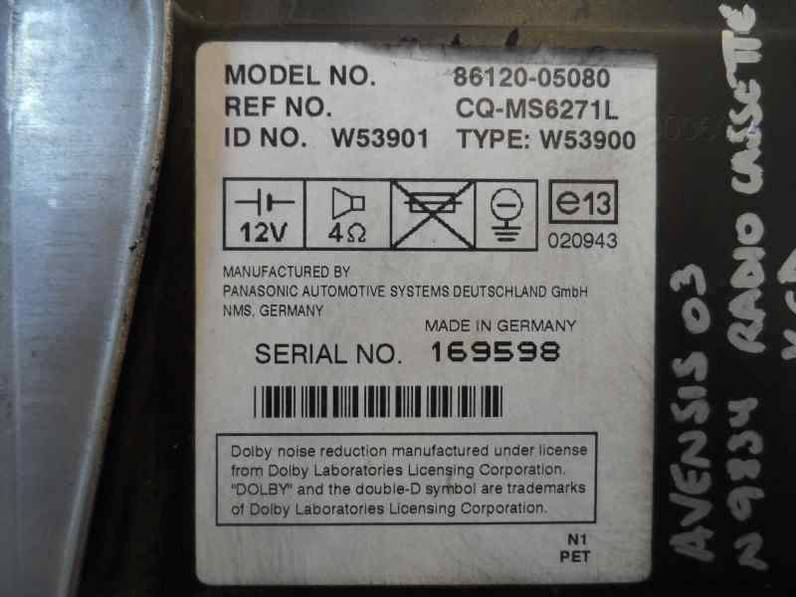 MODEL NO. 86120-05080
REF NO. CQ-MS6271L
ID NO. W53901 TYPE: W53900
12V 4Ω e13
020943
MANUFACTURED BY
PANASONIC AUTOMOTIVE SYSTEMS DEUTSCHLAND GmbH
NMS, GERMANY
MADE IN GERMANY
SERIAL NO. 169598
Dolby noise reduction manufactured under license
from Dolby Laboratories Licensing Corporation.
"DOLBY" and the double-D symbol are trademarks
of Dolby Laboratories Licensing Corporation.
N1
PET
AVENSIS 03
N9834 RADIO CASSETTE